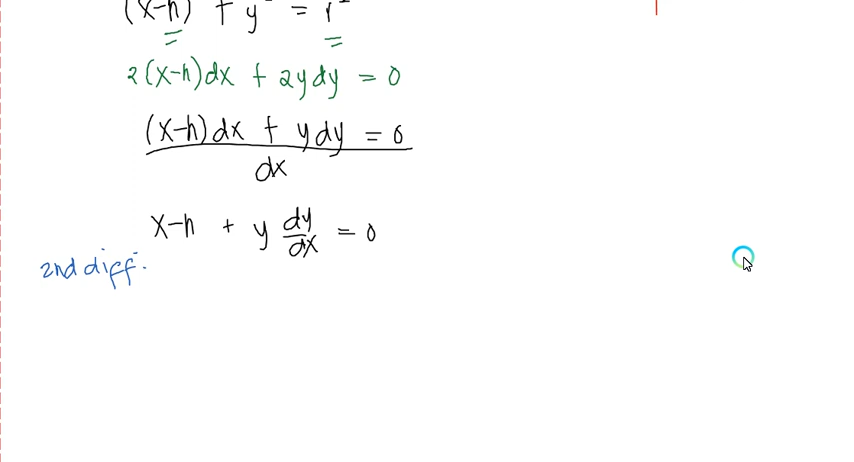 (x-h)² + y² = r²
2(x-h)dx + 2ydy = 0
(x-h)dx + ydy = 0
dx
x-h + y dy/dx = 0
2nd diff.